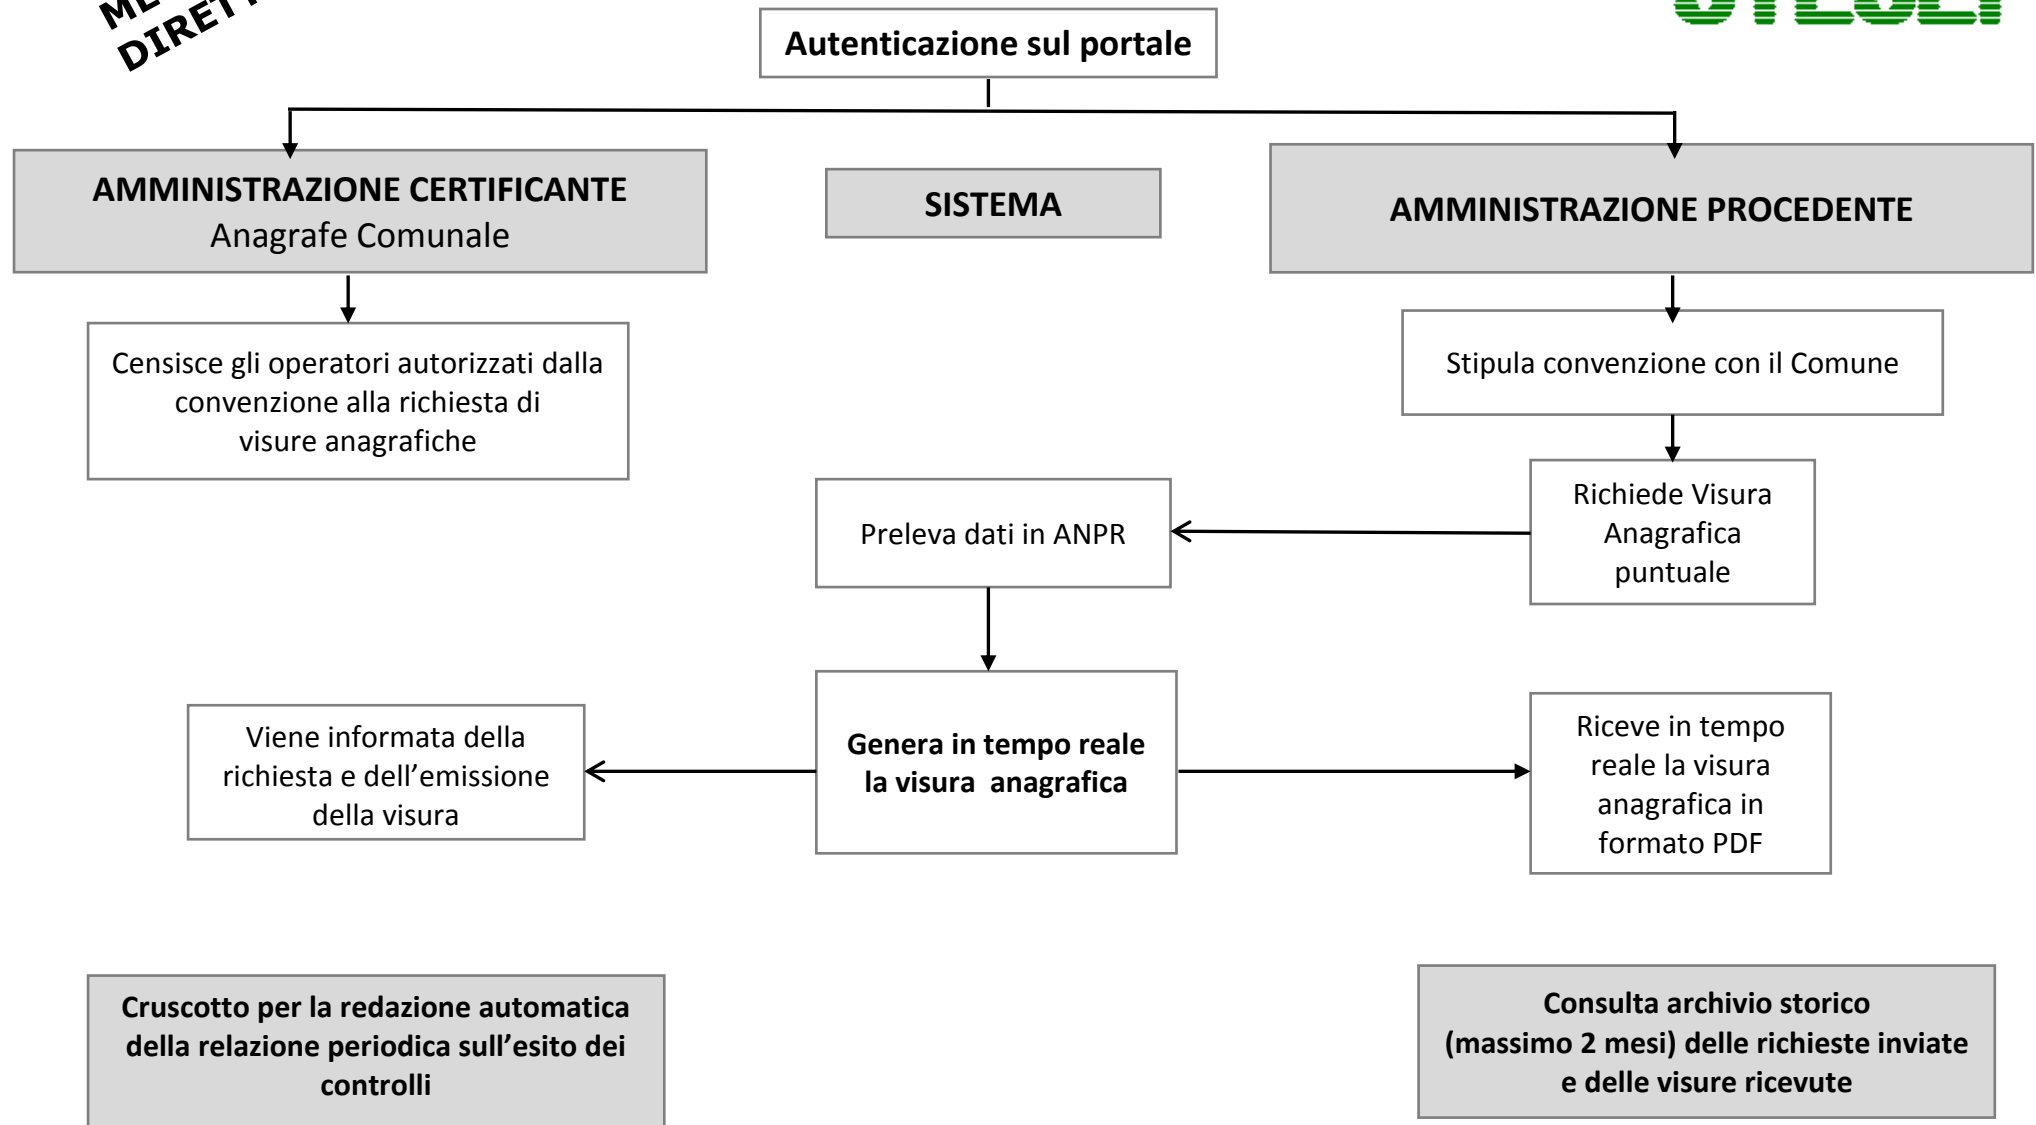 Autenticazione sul portale
AMMINISTRAZIONE CERTIFICANTE
Anagrafe Comunale
SISTEMA
AMMINISTRAZIONE PROCEDENTE
Censisce gli operatori autorizzati dalla
convenzione alla richiesta di
visure anagrafiche
Stipula convenzione con il Comune
Richiede Visura
Anagrafica
puntuale
Preleva dati in ANPR
Genera in tempo reale
la visura anagrafica
Viene informata della
richiesta e dell’emissione
della visura
Riceve in tempo
reale la visura
anagrafica in
formato PDF
Cruscotto per la redazione automatica
della relazione periodica sull’esito dei
controlli
Consulta archivio storico
(massimo 2 mesi) delle richieste inviate
e delle visure ricevute